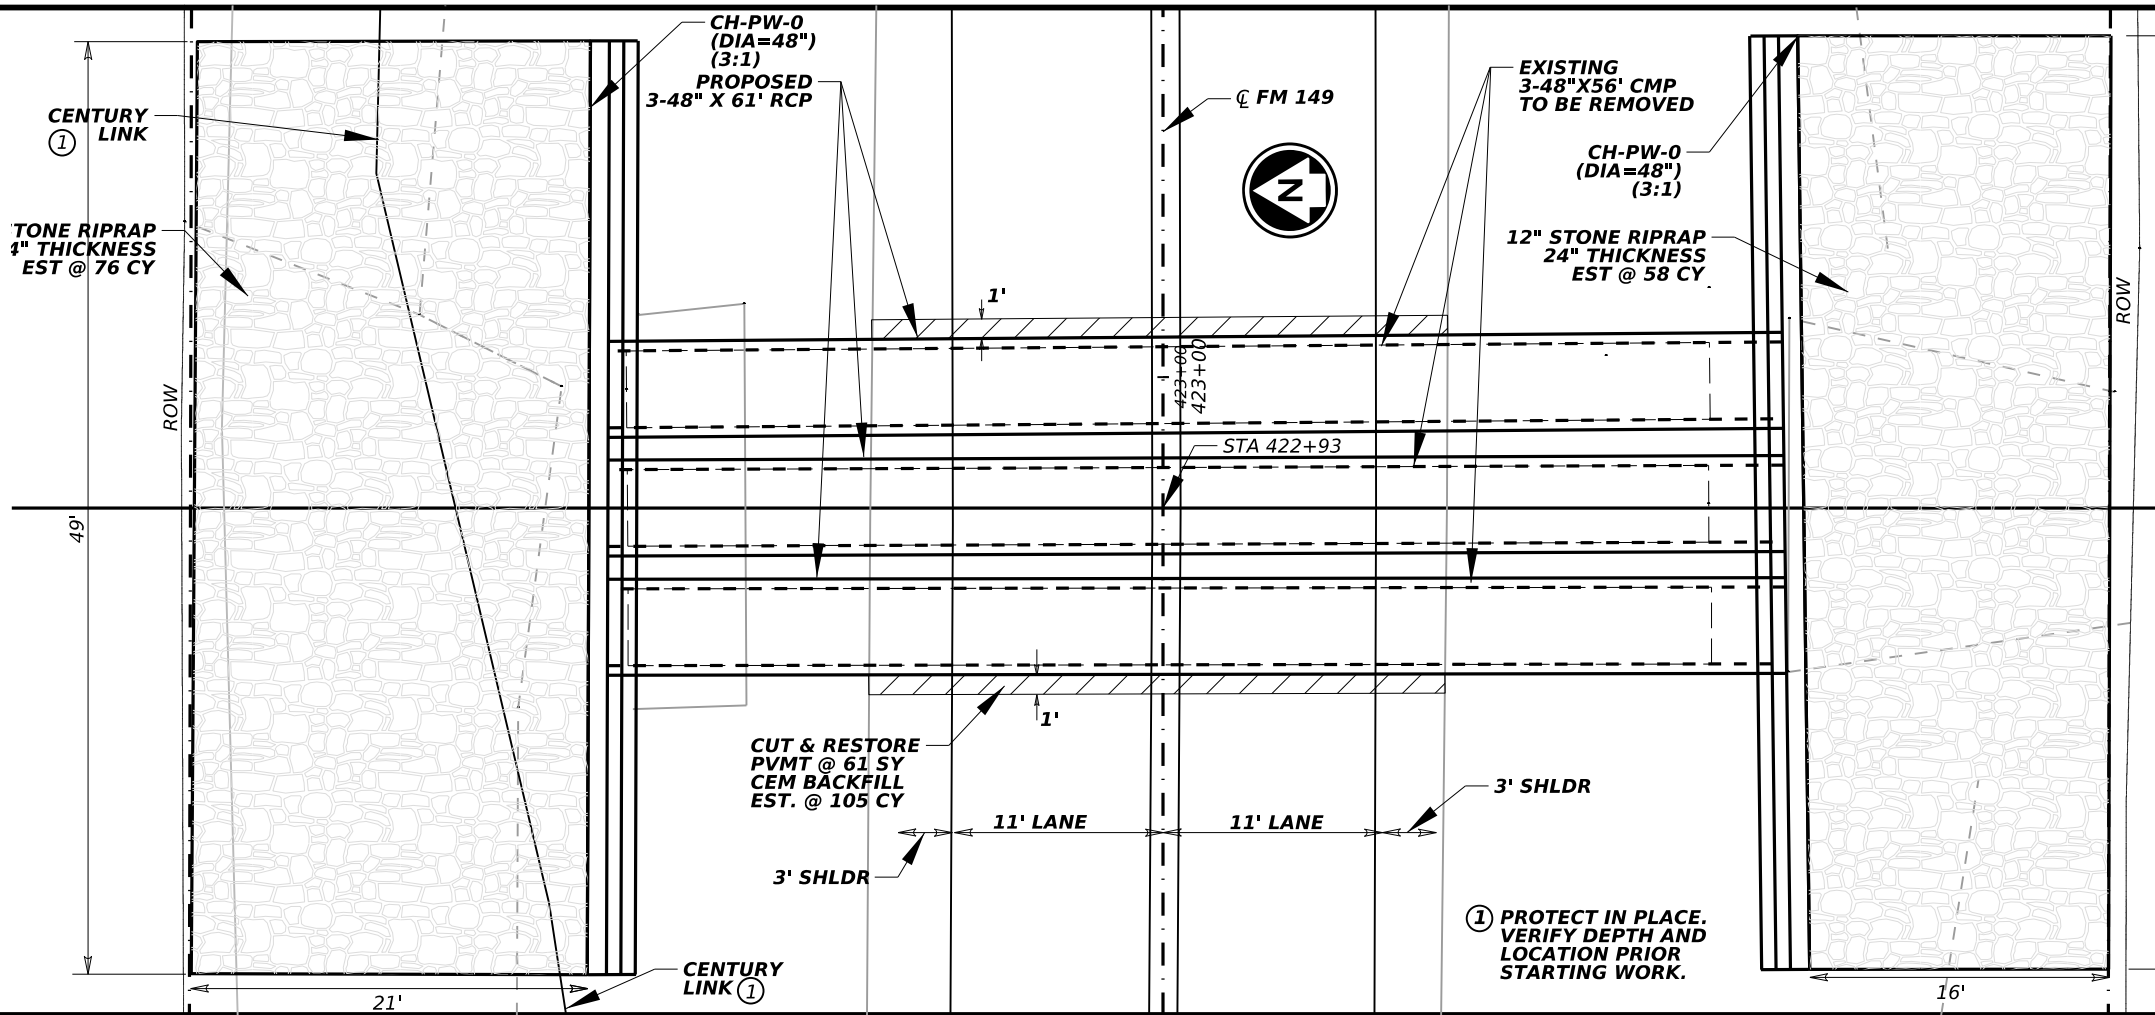 CH-PW-0
(DIA=48")
(3:1)
PROPOSED
3-48" X 61' RCP
CENTURY
LINK
1
TONE RIPRAP
4" THICKNESS
EST @ 76 CY
℄ FM 149
N
EXISTING
3-48"X56' CMP
TO BE REMOVED
CH-PW-0
(DIA=48")
(3:1)
12" STONE RIPRAP
24" THICKNESS
EST @ 58 CY
ROW
1'
423+00
423+00
STA 422+93
ROW
49'
1'
CUT & RESTORE
PVMT @ 61 SY
CEM BACKFILL
EST. @ 105 CY
3' SHLDR
11' LANE
11' LANE
3' SHLDR
1 PROTECT IN PLACE.
VERIFY DEPTH AND
LOCATION PRIOR
STARTING WORK.
CENTURY
LINK 1
21'
16'